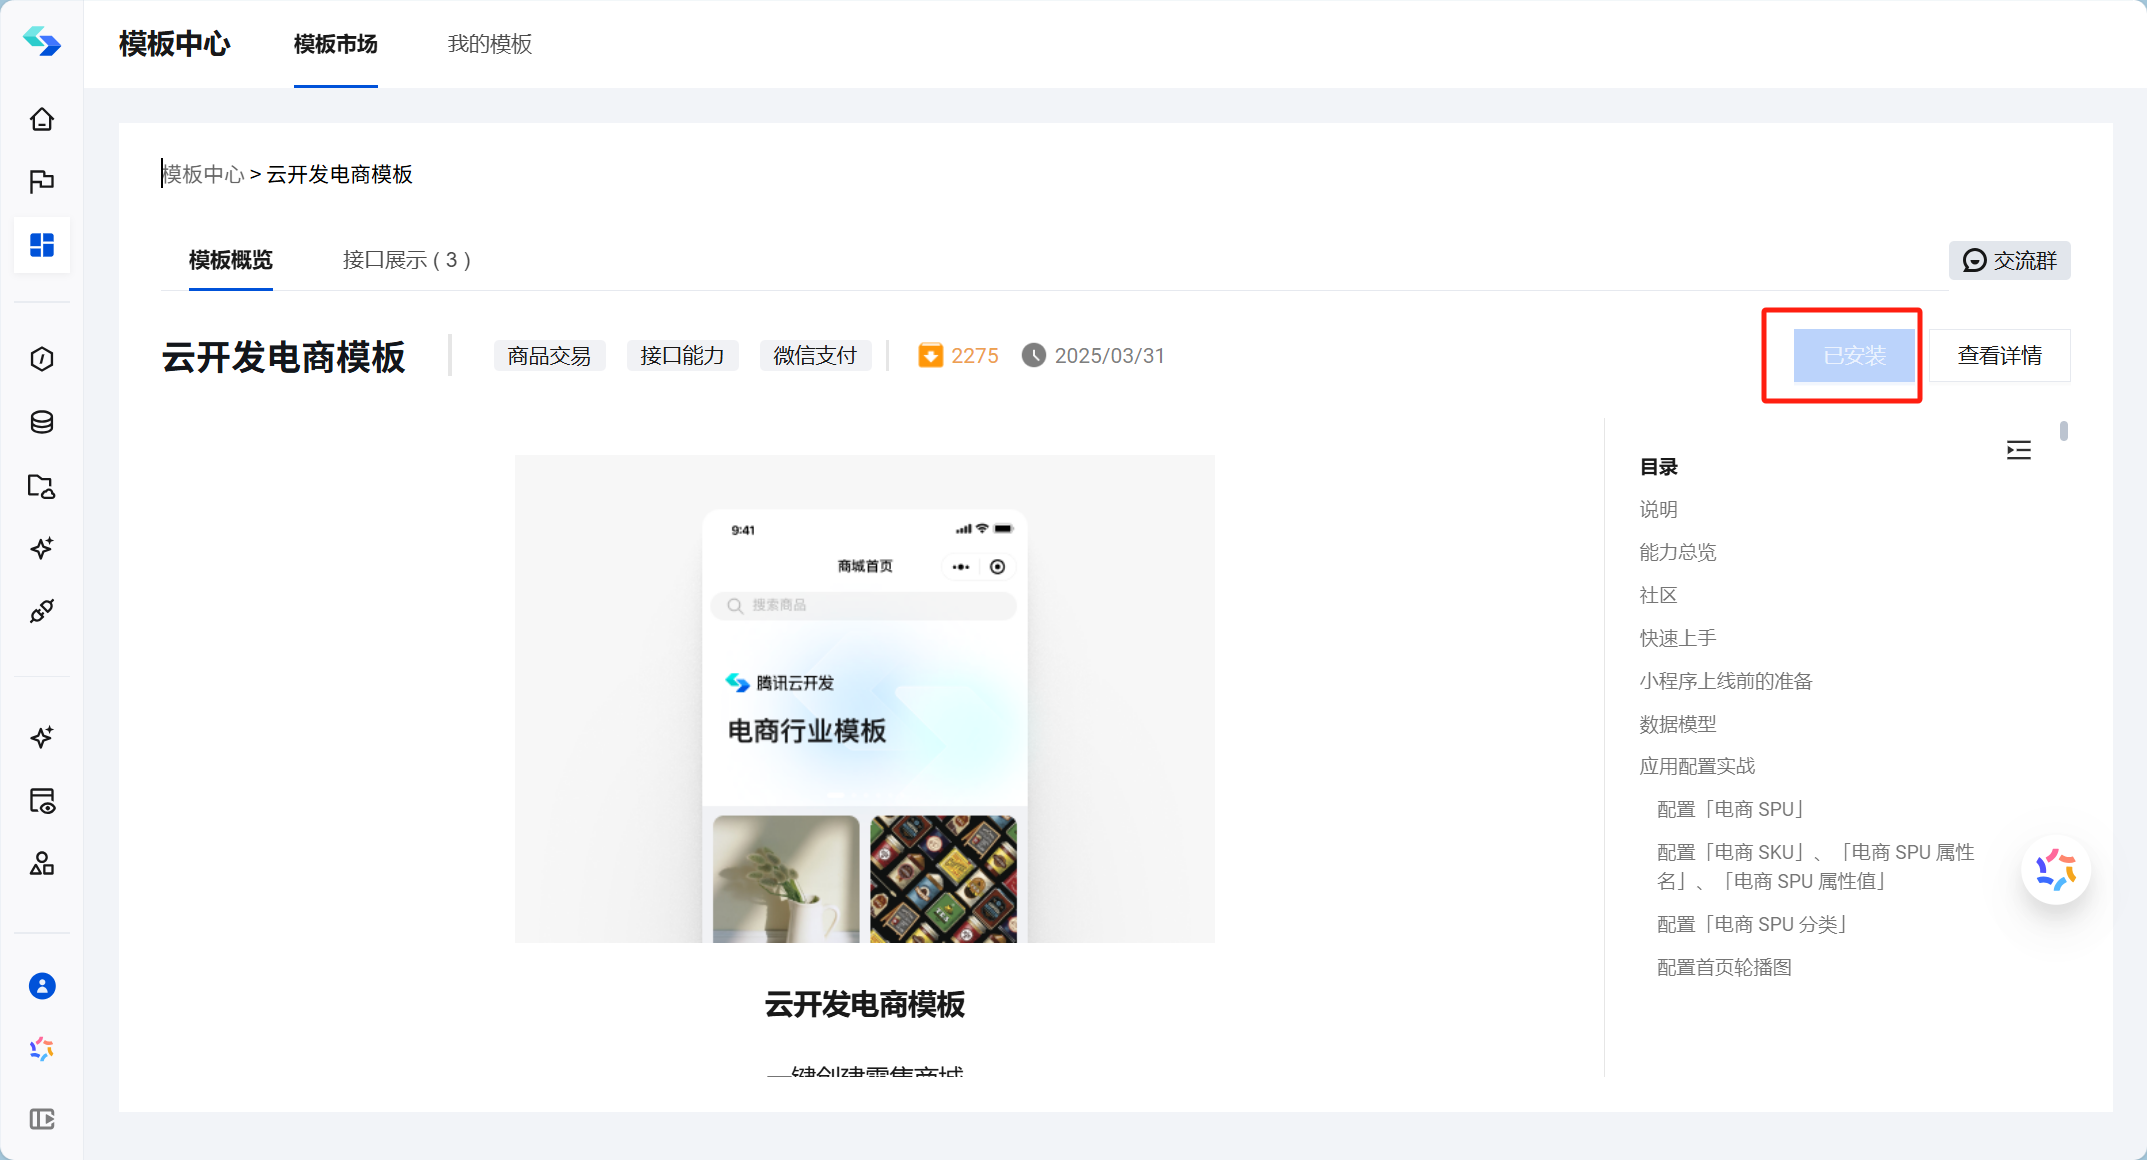 模板中心
模板市场
我的模板
模板中心 > 云开发电商模板
模板概览
接口展示 ( 3 )
交流群
云开发电商模板
商品交易
接口能力
微信支付
2275
2025/03/31
已安装
查看详情
9:41
商城首页
搜索商品
腾讯云开发
电商行业模板
云开发电商模板
一键创建零售商城
目录
说明
能力总览
社区
快速上手
小程序上线前的准备
数据模型
应用配置实战
配置「电商 SPU」
配置「电商 SKU」、「电商 SPU 属性
名」、「电商 SPU 属性值」
配置「电商 SPU 分类」
配置首页轮播图